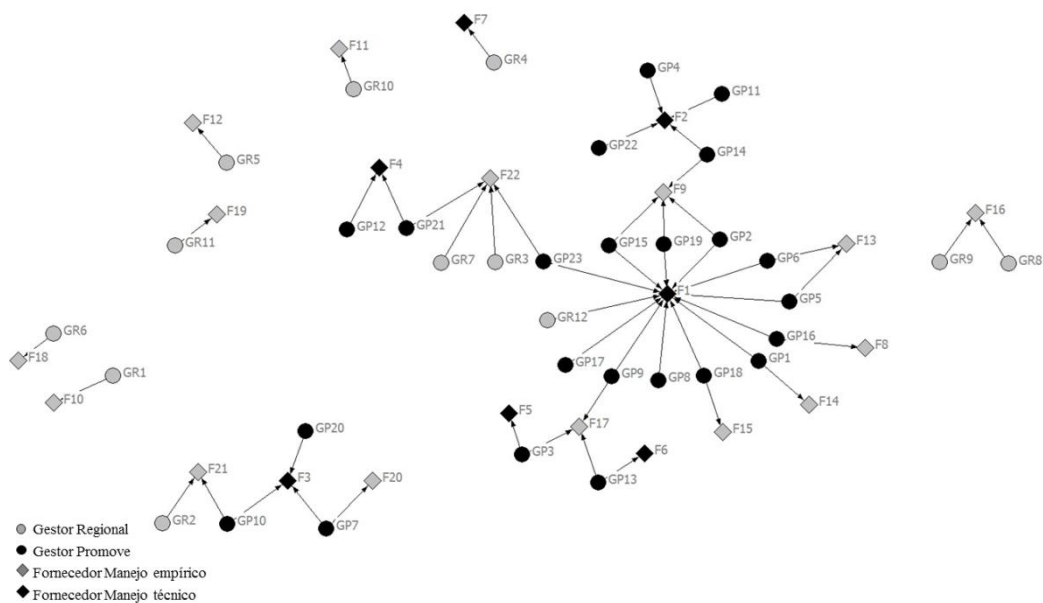 F7
GR4
F11
GR10
GP4
GP11
F2
GP22
GP14
F12
GR5
F4
F22
F9
F19
GR11
GP12
GP21
GR7
GR3
GP23
GP15
GP19
GP2
GP6
F13
F16
GR9
GR8
F1
GP5
GR12
GP16
F8
GP17
GP9
GP8
GP18
GP1
F14
GR6
F18
GR1
F10
F5
F17
F15
GP3
F6
GP13
GP20
F21
F3
F20
GR2
GP10
GP7
Gestor Regional
Gestor Promove
Fornecedor Manejo empírico
Fornecedor Manejo técnico